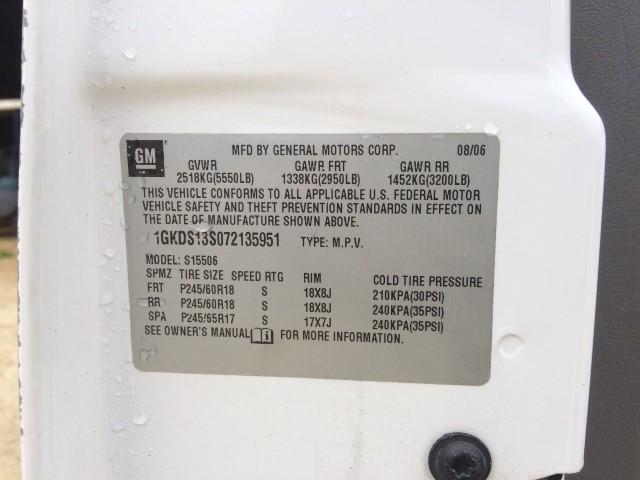 GM MFD BY GENERAL MOTORS CORP. 08/06
GVWR GAWR FRT GAWR RR
2518KG(5550LB) 1338KG(2950LB) 1452KG(3200LB)
THIS VEHICLE CONFORMS TO ALL APPLICABLE U.S. FEDERAL MOTOR
VEHICLE SAFETY AND THEFT PREVENTION STANDARDS IN EFFECT ON
THE DATE OF MANUFACTURE SHOWN ABOVE.
1GKDS13S072135951 TYPE: M.P.V.
MODEL: S15506
SPMZ TIRE SIZE SPEED RTG RIM COLD TIRE PRESSURE
FRT P245/60R18 S 18X8J 210KPA(30PSI)
RR P245/60R18 S 18X8J 240KPA(35PSI)
SPA P245/65R17 S 17X7J 240KPA(35PSI)
SEE OWNER'S MANUAL FOR MORE INFORMATION.